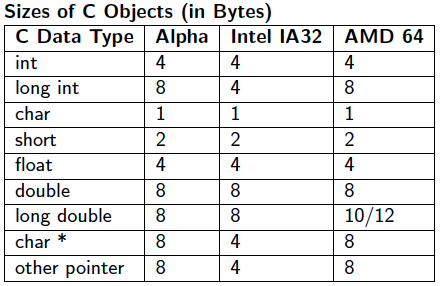 Sizes of C Objects (in Bytes)
C Data Type Alpha Intel IA32 AMD 64
int 4 4 4
long int 8 4 8
char 1 1 1
short 2 2 2
float 4 4 4
double 8 8 8
long double 8 8 10/12
char * 8 4 8
other pointer 8 4 8